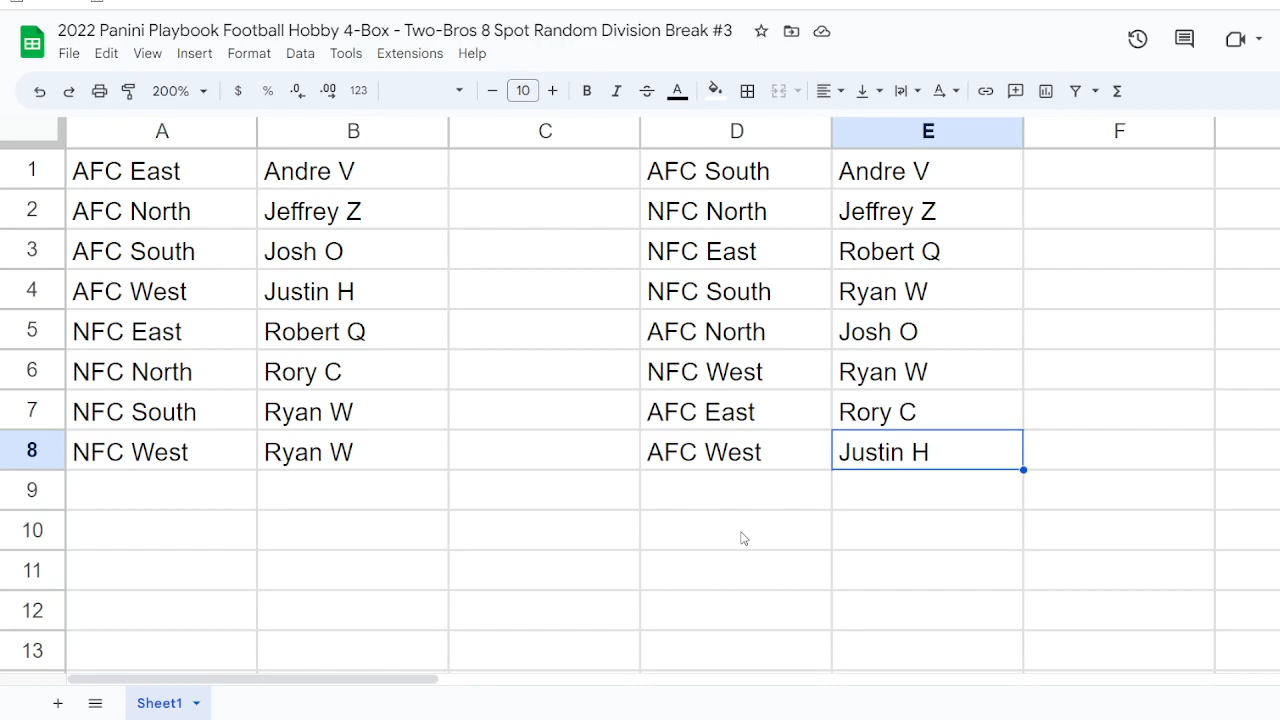 2022 Panini Playbook Football Hobby 4-Box - Two-Bros 8 Spot Random Division Break #3
File Edit View Insert Format Data Tools Extensions Help
200% $ % .0 .00 123 10 B I S A Σ
A B C D E F
1 AFC East Andre V AFC South Andre V
2 AFC North Jeffrey Z NFC North Jeffrey Z
3 AFC South Josh O NFC East Robert Q
4 AFC West Justin H NFC South Ryan W
5 NFC East Robert Q AFC North Josh O
6 NFC North Rory C NFC West Ryan W
7 NFC South Ryan W AFC East Rory C
8 NFC West Ryan W AFC West Justin H
9
10
11
12
13
Sheet1